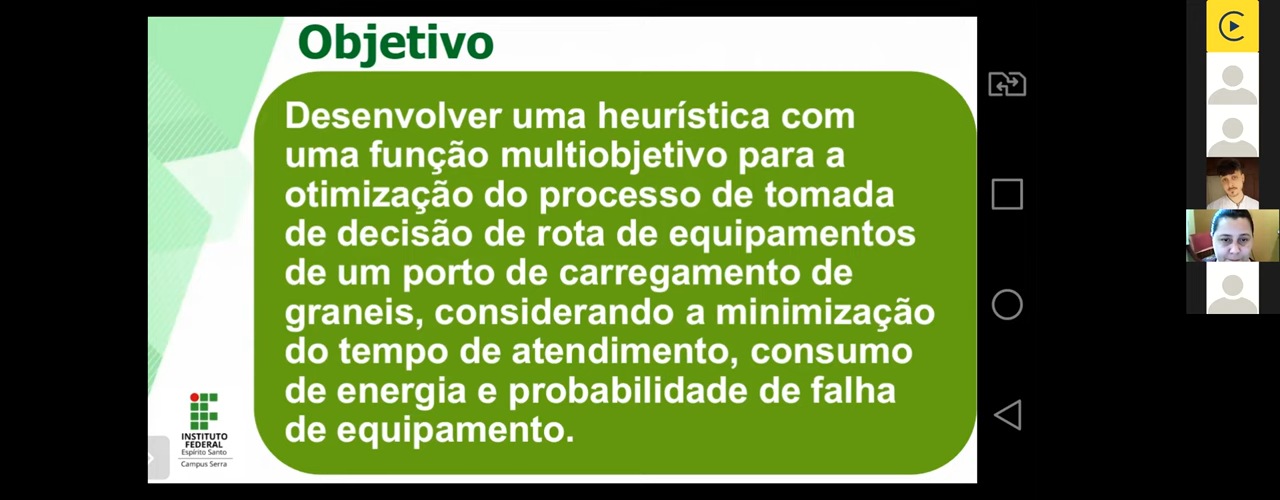 Objetivo
Desenvolver uma heurística com
uma função multiobjetivo para a
otimização do processo de tomada
de decisão de rota de equipamentos
de um porto de carregamento de
graneis, considerando a minimização
do tempo de atendimento, consumo
de energia e probabilidade de falha
de equipamento.
INSTITUTO
FEDERAL
Espírito Santo
Campus Serra